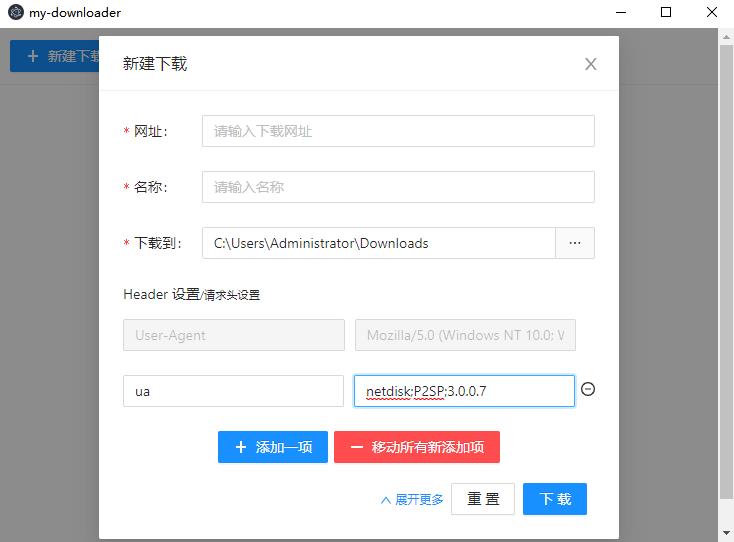 my-downloader
+ 新建下载
新建下载
* 网址:
请输入下载网址
* 名称:
请输入名称
* 下载到:
C:\Users\Administrator\Downloads
...
Header 设置/请求头设置
User-Agent
Mozilla/5.0 (Windows NT 10.0; W
ua
netdisk;P2SP;3.0.0.7
+ 添加一项
— 移动所有新添加项
展开更多
重 置
下 载